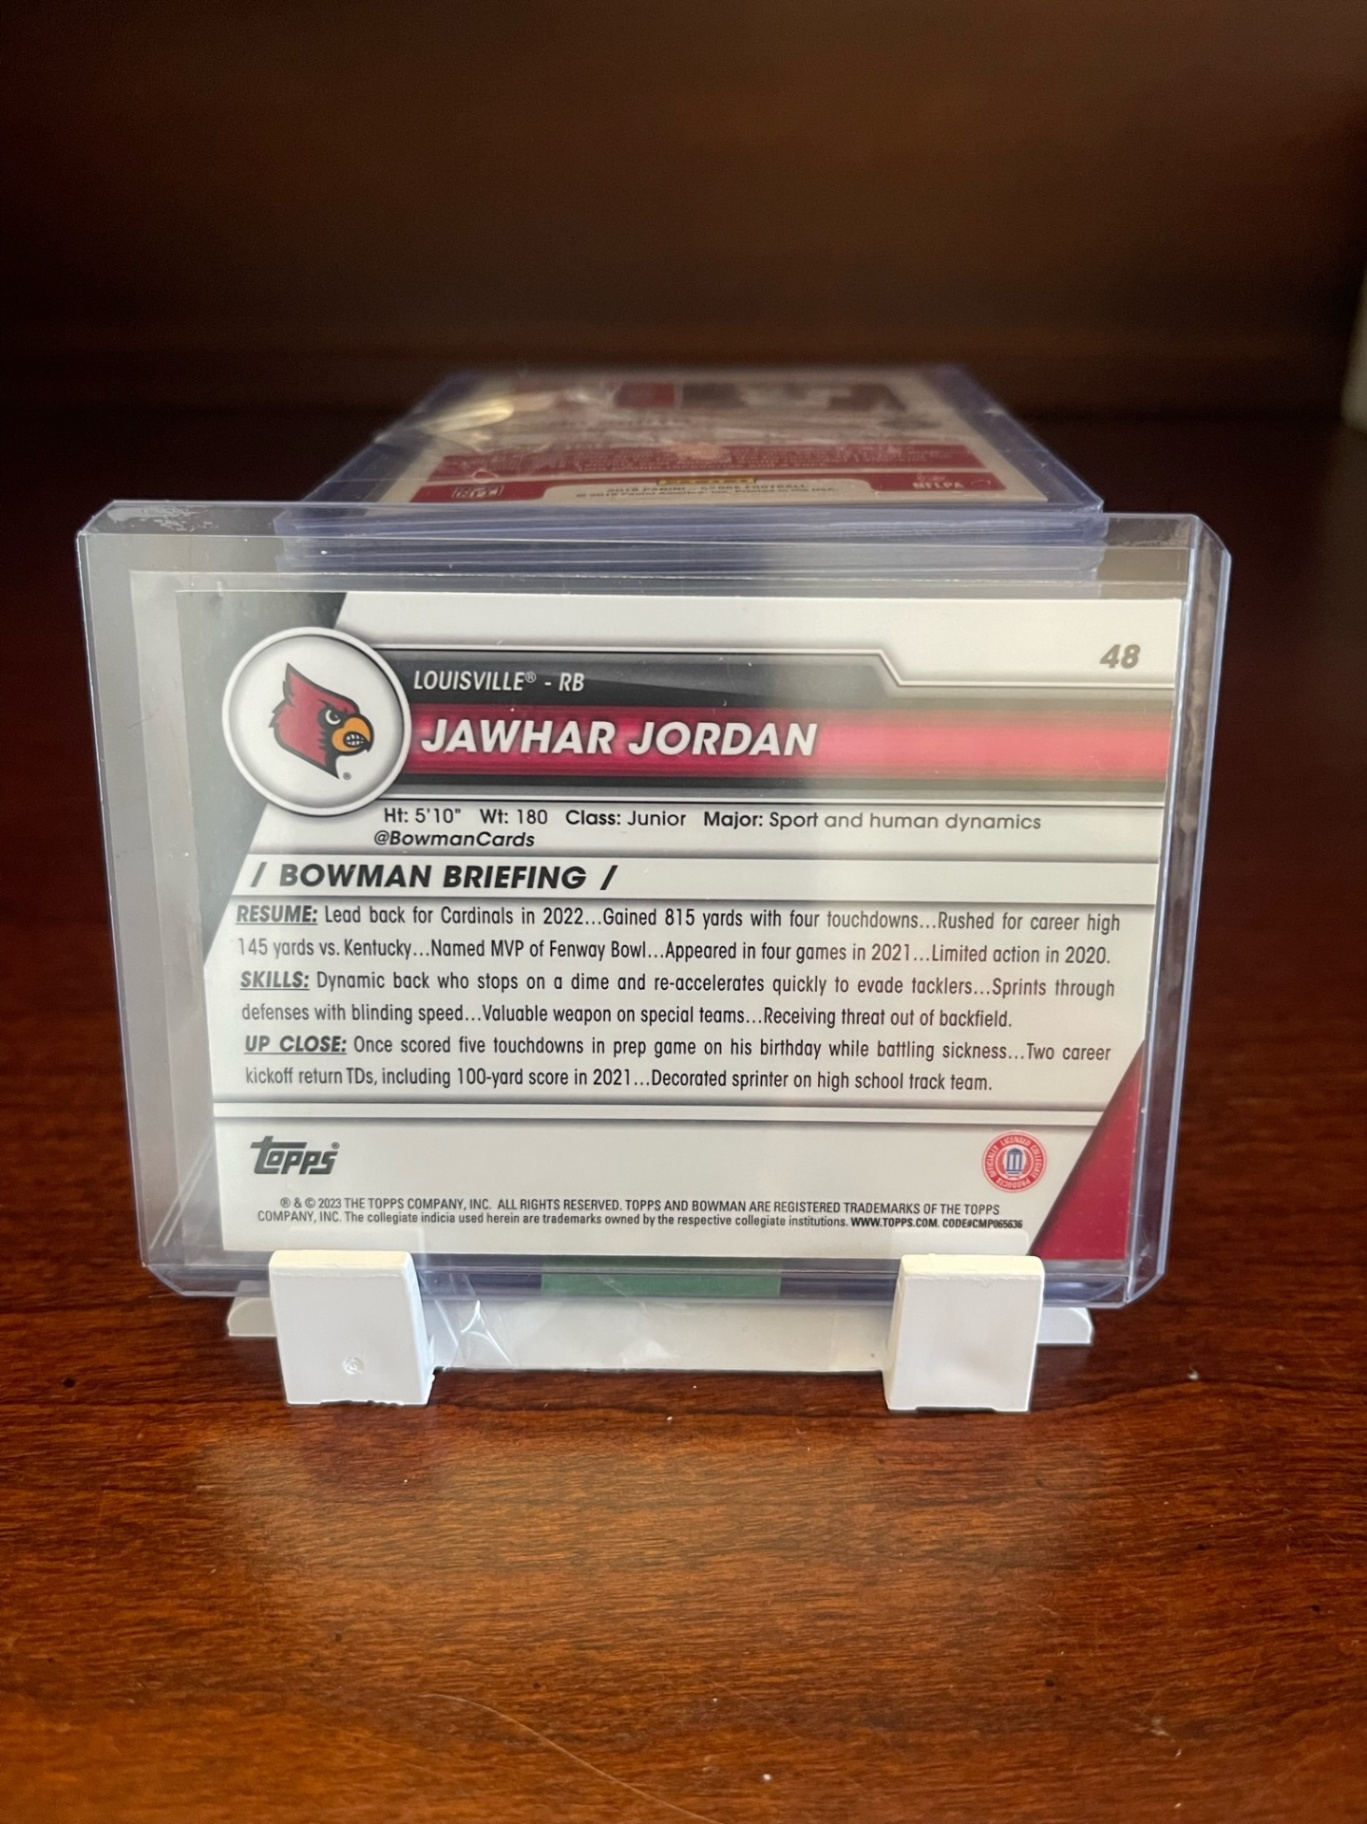 NFLPA
48
LOUISVILLE® - RB
JAWHAR JORDAN
Ht: 5'10" Wt: 180 Class: Junior Major: Sport and human dynamics
@BowmanCards
/ BOWMAN BRIEFING /
RESUME: Lead back for Cardinals in 2022...Gained 815 yards with four touchdowns...Rushed for career high
145 yards vs. Kentucky...Named MVP of Fenway Bowl...Appeared in four games in 2021...Limited action in 2020.
SKILLS: Dynamic back who stops on a dime and re-accelerates quickly to evade tacklers...Sprints through
defenses with blinding speed...Valuable weapon on special teams...Receiving threat out of backfield.
UP CLOSE: Once scored five touchdowns in prep game on his birthday while battling sickness...Two career
kickoff return TDs, including 100-yard score in 2021...Decorated sprinter on high school track team.
topps®
OFFICIALLY LICENSED COLLEGIATE PRODUCTS
® & © 2023 THE TOPPS COMPANY, INC. ALL RIGHTS RESERVED. TOPPS AND BOWMAN ARE REGISTERED TRADEMARKS OF THE TOPPS
COMPANY, INC. The collegiate indicia used herein are trademarks owned by the respective collegiate institutions. WWW.TOPPS.COM. CODE#CMP065636